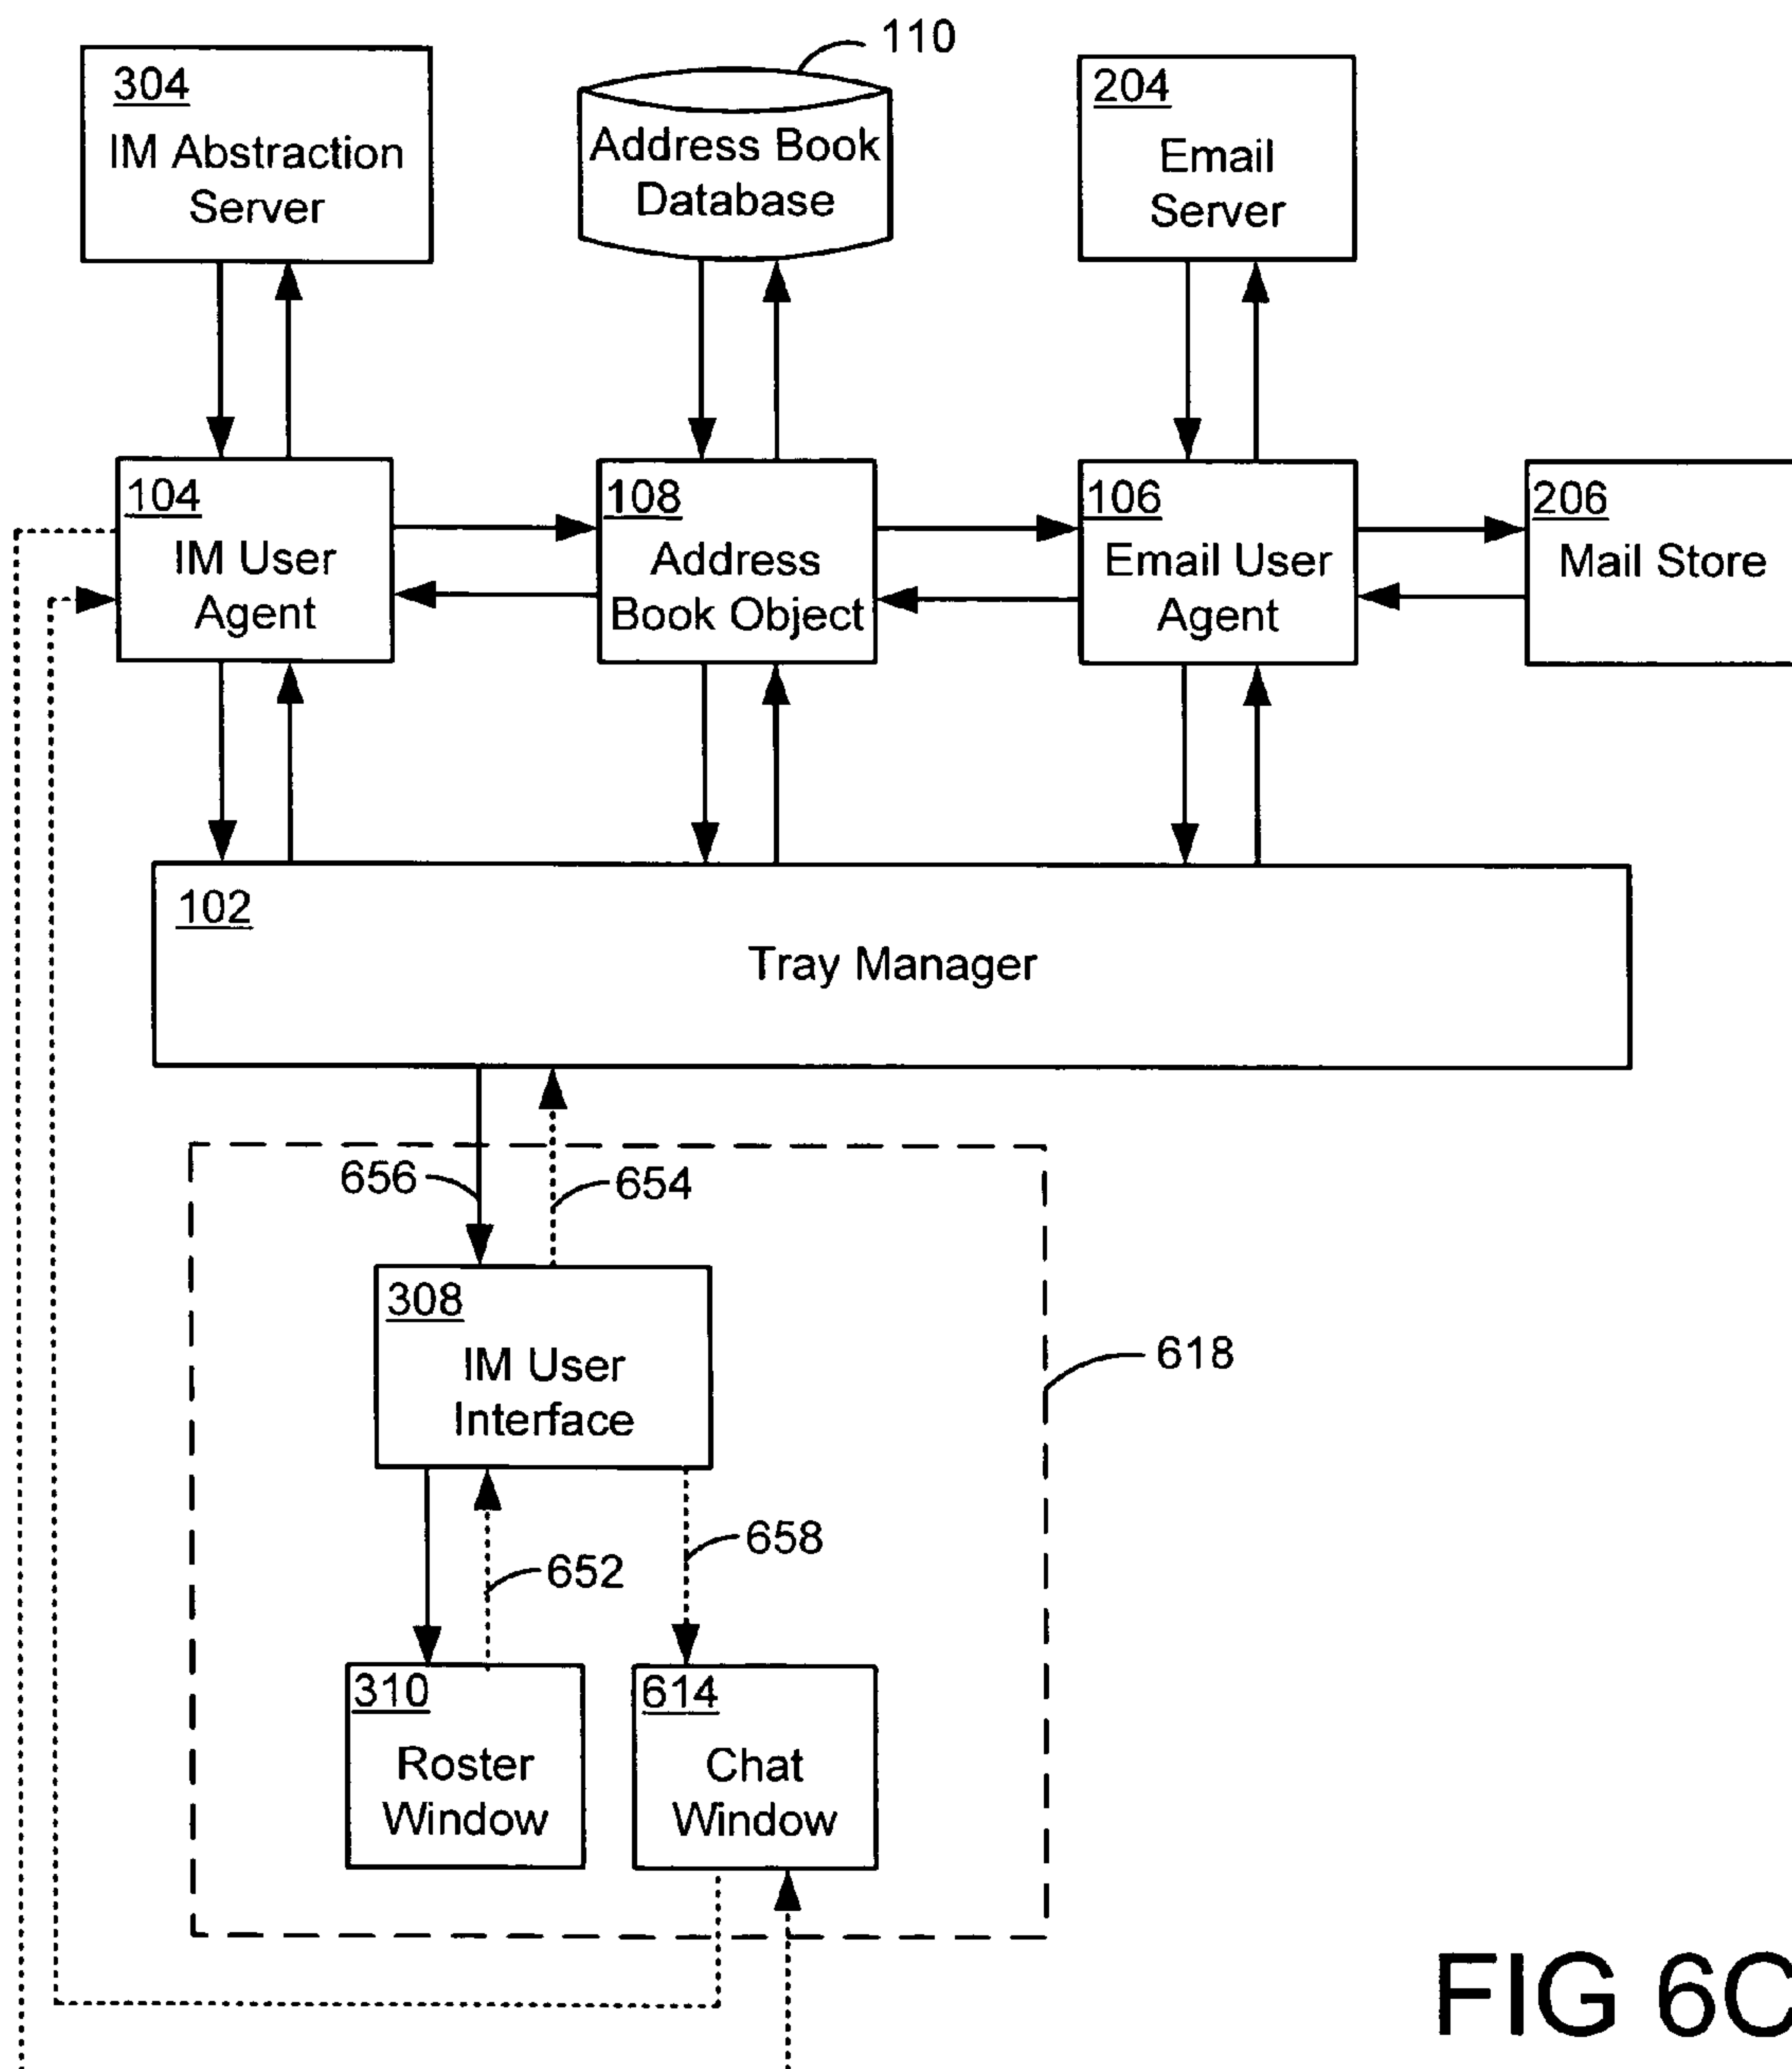 110
304
IM Abstraction
Server
Address Book
Database
204
Email
Server
104
IM User
Agent
108
Address
Book Object
106
Email User
Agent
206
Mail Store
102
Tray Manager
656
654
308
IM User
Interface
618
658
652
310
Roster
Window
614
Chat
Window
FIG 6C